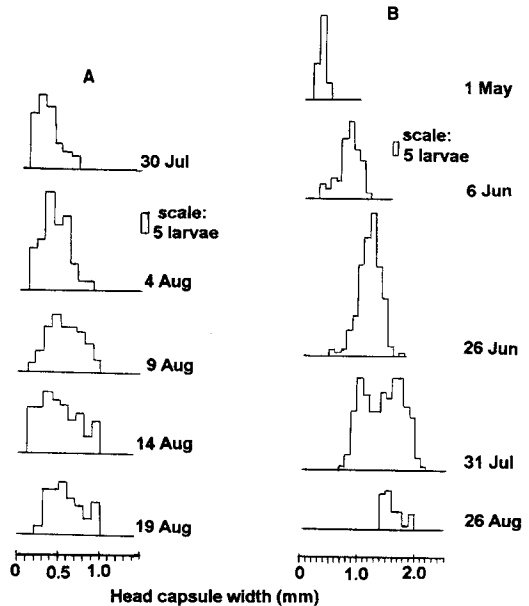 A
30 Jul
scale:
5 larvae
4 Aug
9 Aug
14 Aug
19 Aug
0 0.5 1.0
B
1 May
scale:
5 larvae
6 Jun
26 Jun
31 Jul
26 Aug
0 1.0 2.0
Head capsule width (mm)